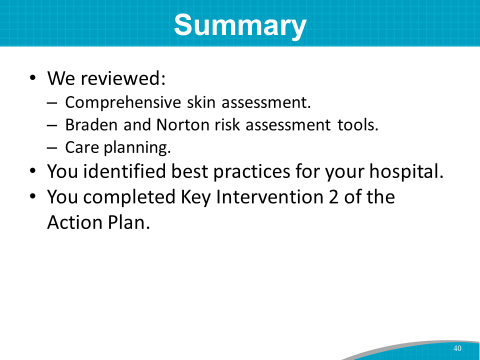 Summary
• We reviewed:
– Comprehensive skin assessment.
– Braden and Norton risk assessment tools.
– Care planning.
• You identified best practices for your hospital.
• You completed Key Intervention 2 of the
Action Plan.
40